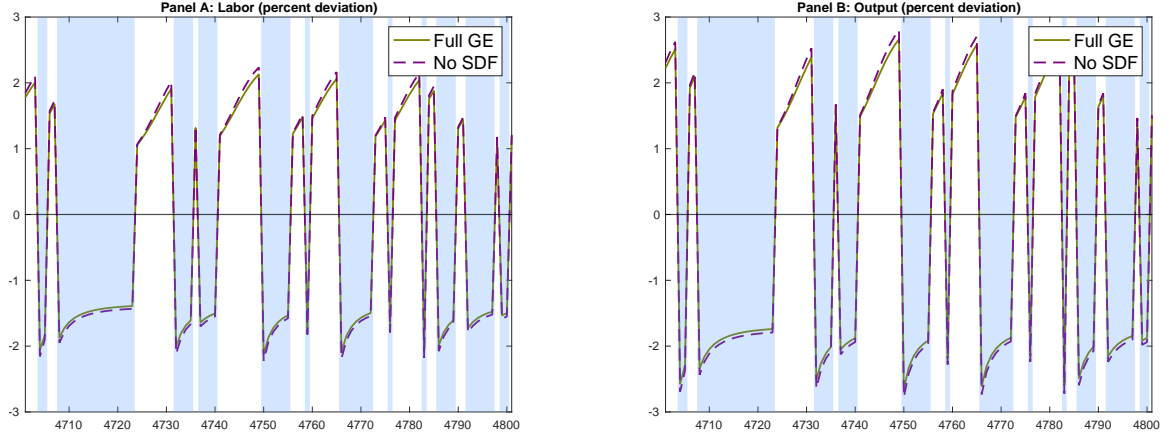 Panel A: Labor (percent deviation)
3
2
1
0
-1
-2
-3
4710 4720 4730 4740 4750 4760 4770 4780 4790 4800
Full GE
No SDF
Panel B: Output (percent deviation)
3
2
1
0
-1
-2
-3
4710 4720 4730 4740 4750 4760 4770 4780 4790 4800
Full GE
No SDF